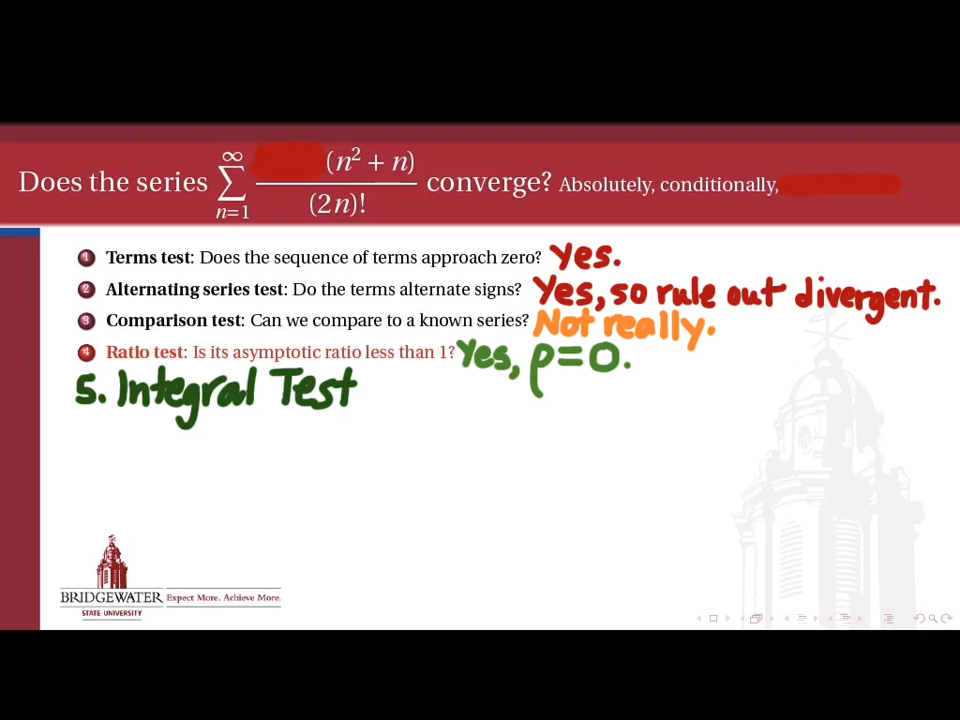 Does the series ∞ ∑ n=1 (n² + n) / (2n)! converge? Absolutely, conditionally,
1 Terms test: Does the sequence of terms approach zero? Yes.
2 Alternating series test: Do the terms alternate signs? Yes, so rule out divergent.
3 Comparison test: Can we compare to a known series? Not really.
4 Ratio test: Is its asymptotic ratio less than 1? Yes, ρ=0.
5. Integral Test
BRIDGEWATER Expect More. Achieve More.
STATE UNIVERSITY